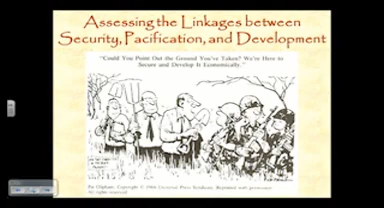 Assessing the Linkages between
Security, Pacification, and Development
"Could You Point Out the Ground You've Taken? We're Here to
Secure and Develop It Economically."
Pat Oliphant, Copyright © 1966 Universal Press Syndicate. Reprinted with permission.
All rights reserved.